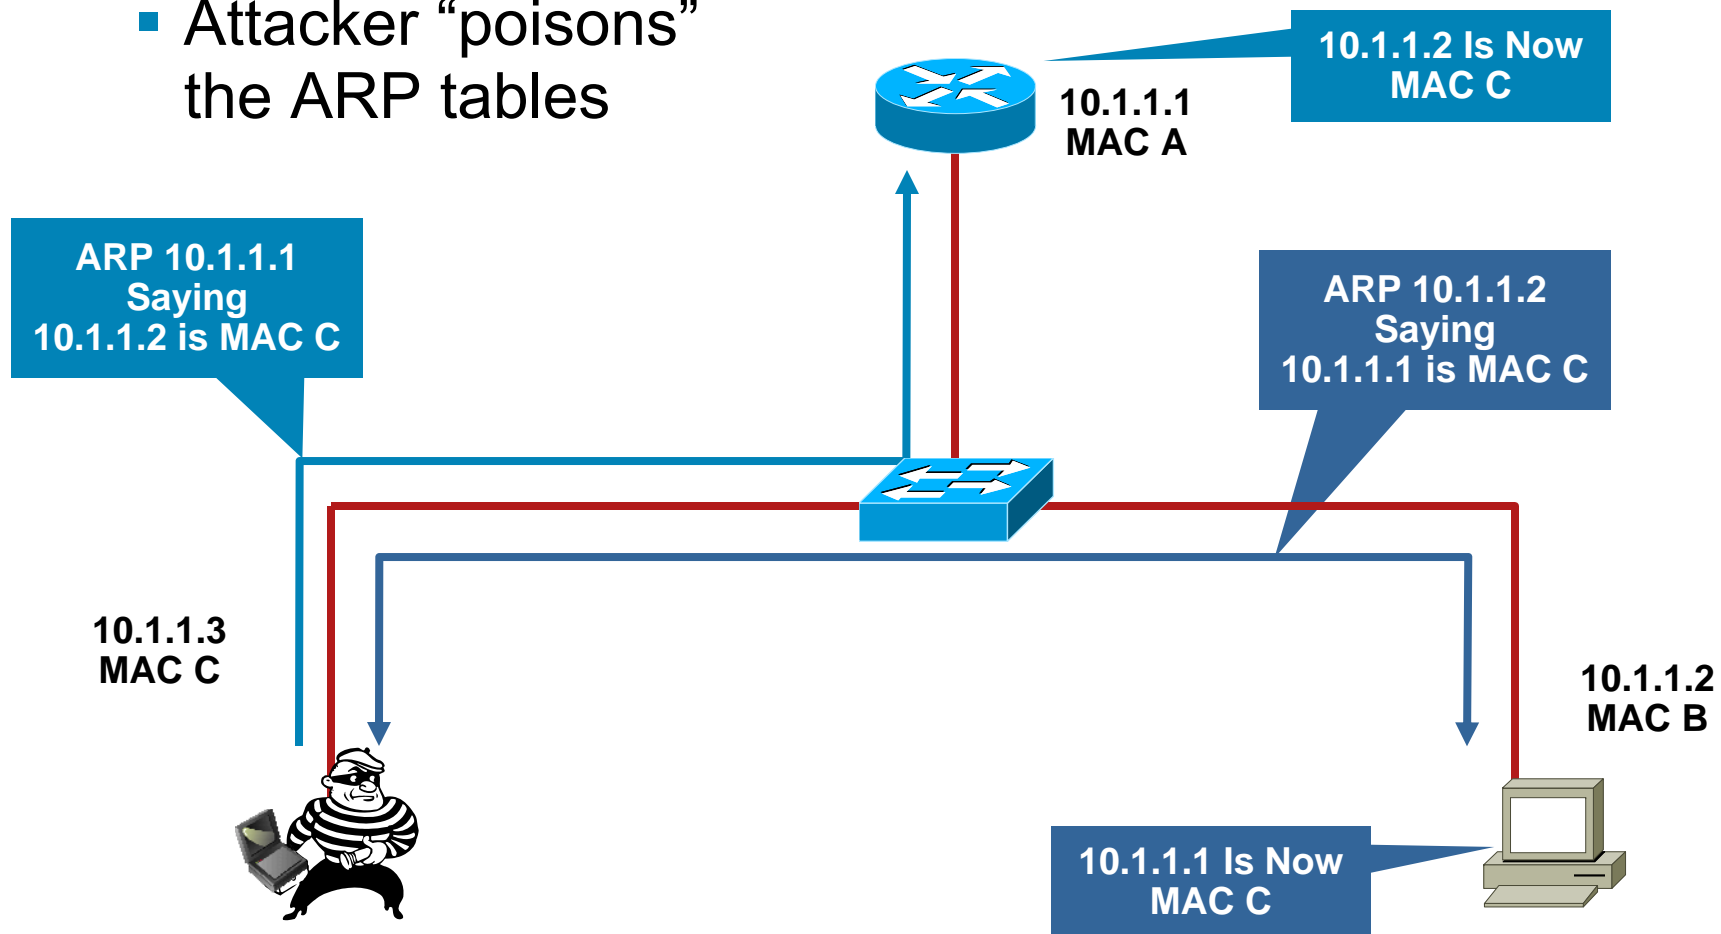 ▪ Attacker “poisons”
the ARP tables
10.1.1.2 Is Now
MAC C
10.1.1.1
MAC A
ARP 10.1.1.1
Saying
10.1.1.2 is MAC C
ARP 10.1.1.2
Saying
10.1.1.1 is MAC C
10.1.1.3
MAC C
10.1.1.2
MAC B
10.1.1.1 Is Now
MAC C